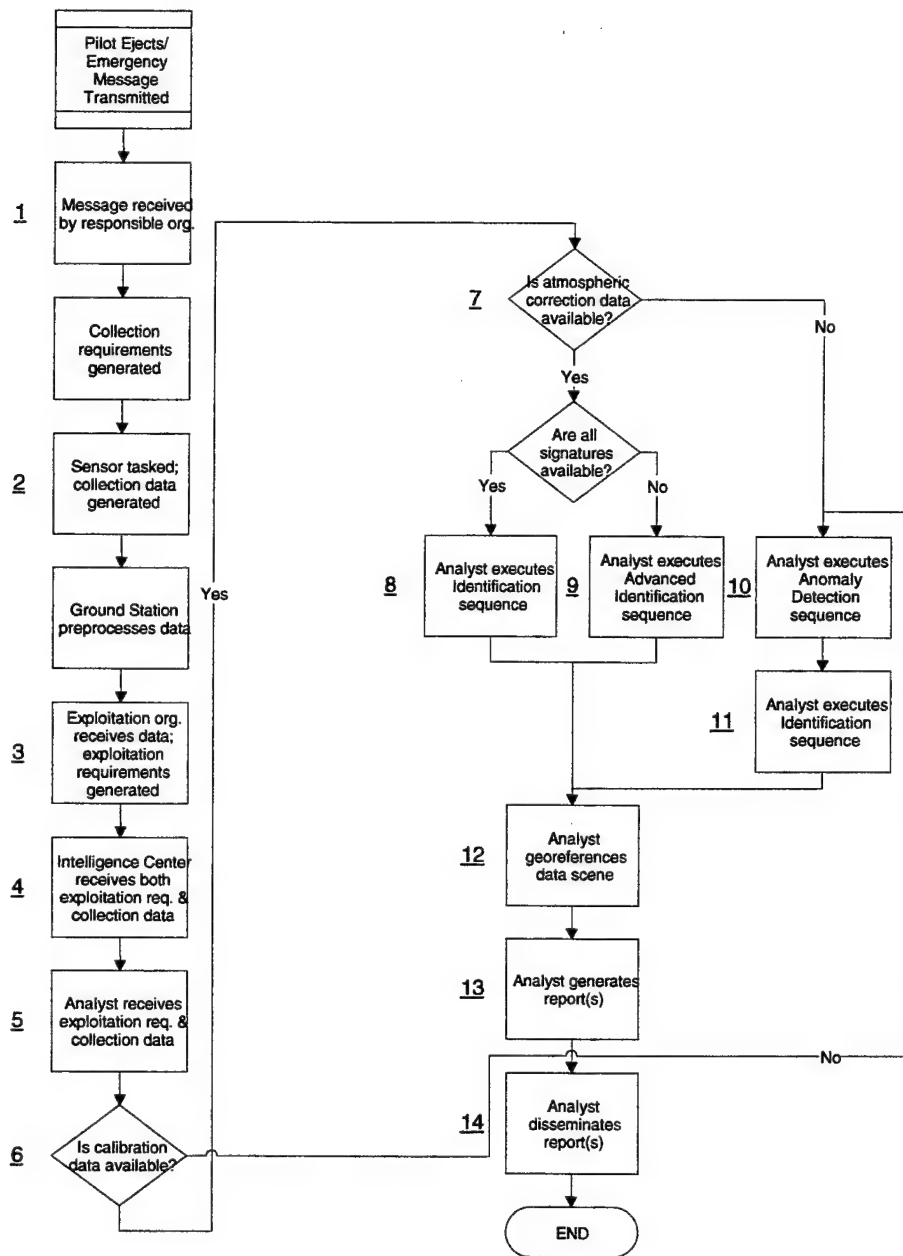 Pilot Ejects/
Emergency
Message
Transmitted
1
Message received
by responsible org.
Collection
requirements
generated
2
Sensor tasked;
collection data
generated
Ground Station
preprocesses data
3
Exploitation org.
receives data;
exploitation
requirements
generated
4
Intelligence Center
receives both
exploitation req. &
collection data
5
Analyst receives
exploitation req. &
collection data
6
Is calibration
data available?
Yes
No
7
Is atmospheric
correction data
available?
No
Yes
Are all
signatures
available?
Yes
No
8
Analyst executes
Identification
sequence
9
Analyst executes
Advanced
Identification
sequence
10
Analyst executes
Anomaly
Detection
sequence
11
Analyst executes
Identification
sequence
12
Analyst
georeferences
data scene
13
Analyst generates
report(s)
14
Analyst
disseminates
report(s)
END